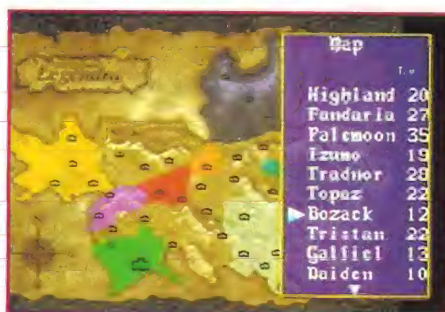 Legendra
Map
Highland 20
Fandaria 27
Palemoon 35
Izumo 19
Tradnor 28
Topaz 22
Bozack 12
Tristan 22
Galfiel 13
Daiden 10